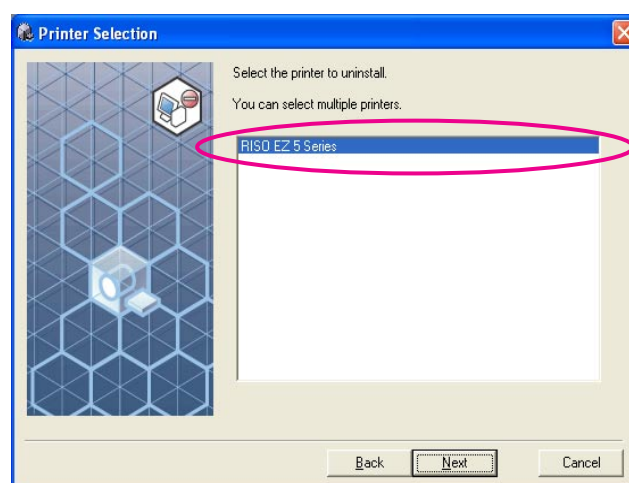 Printer Selection
Select the printer to uninstall.
You can select multiple printers.
RISO EZ 5 Series
Back Next Cancel